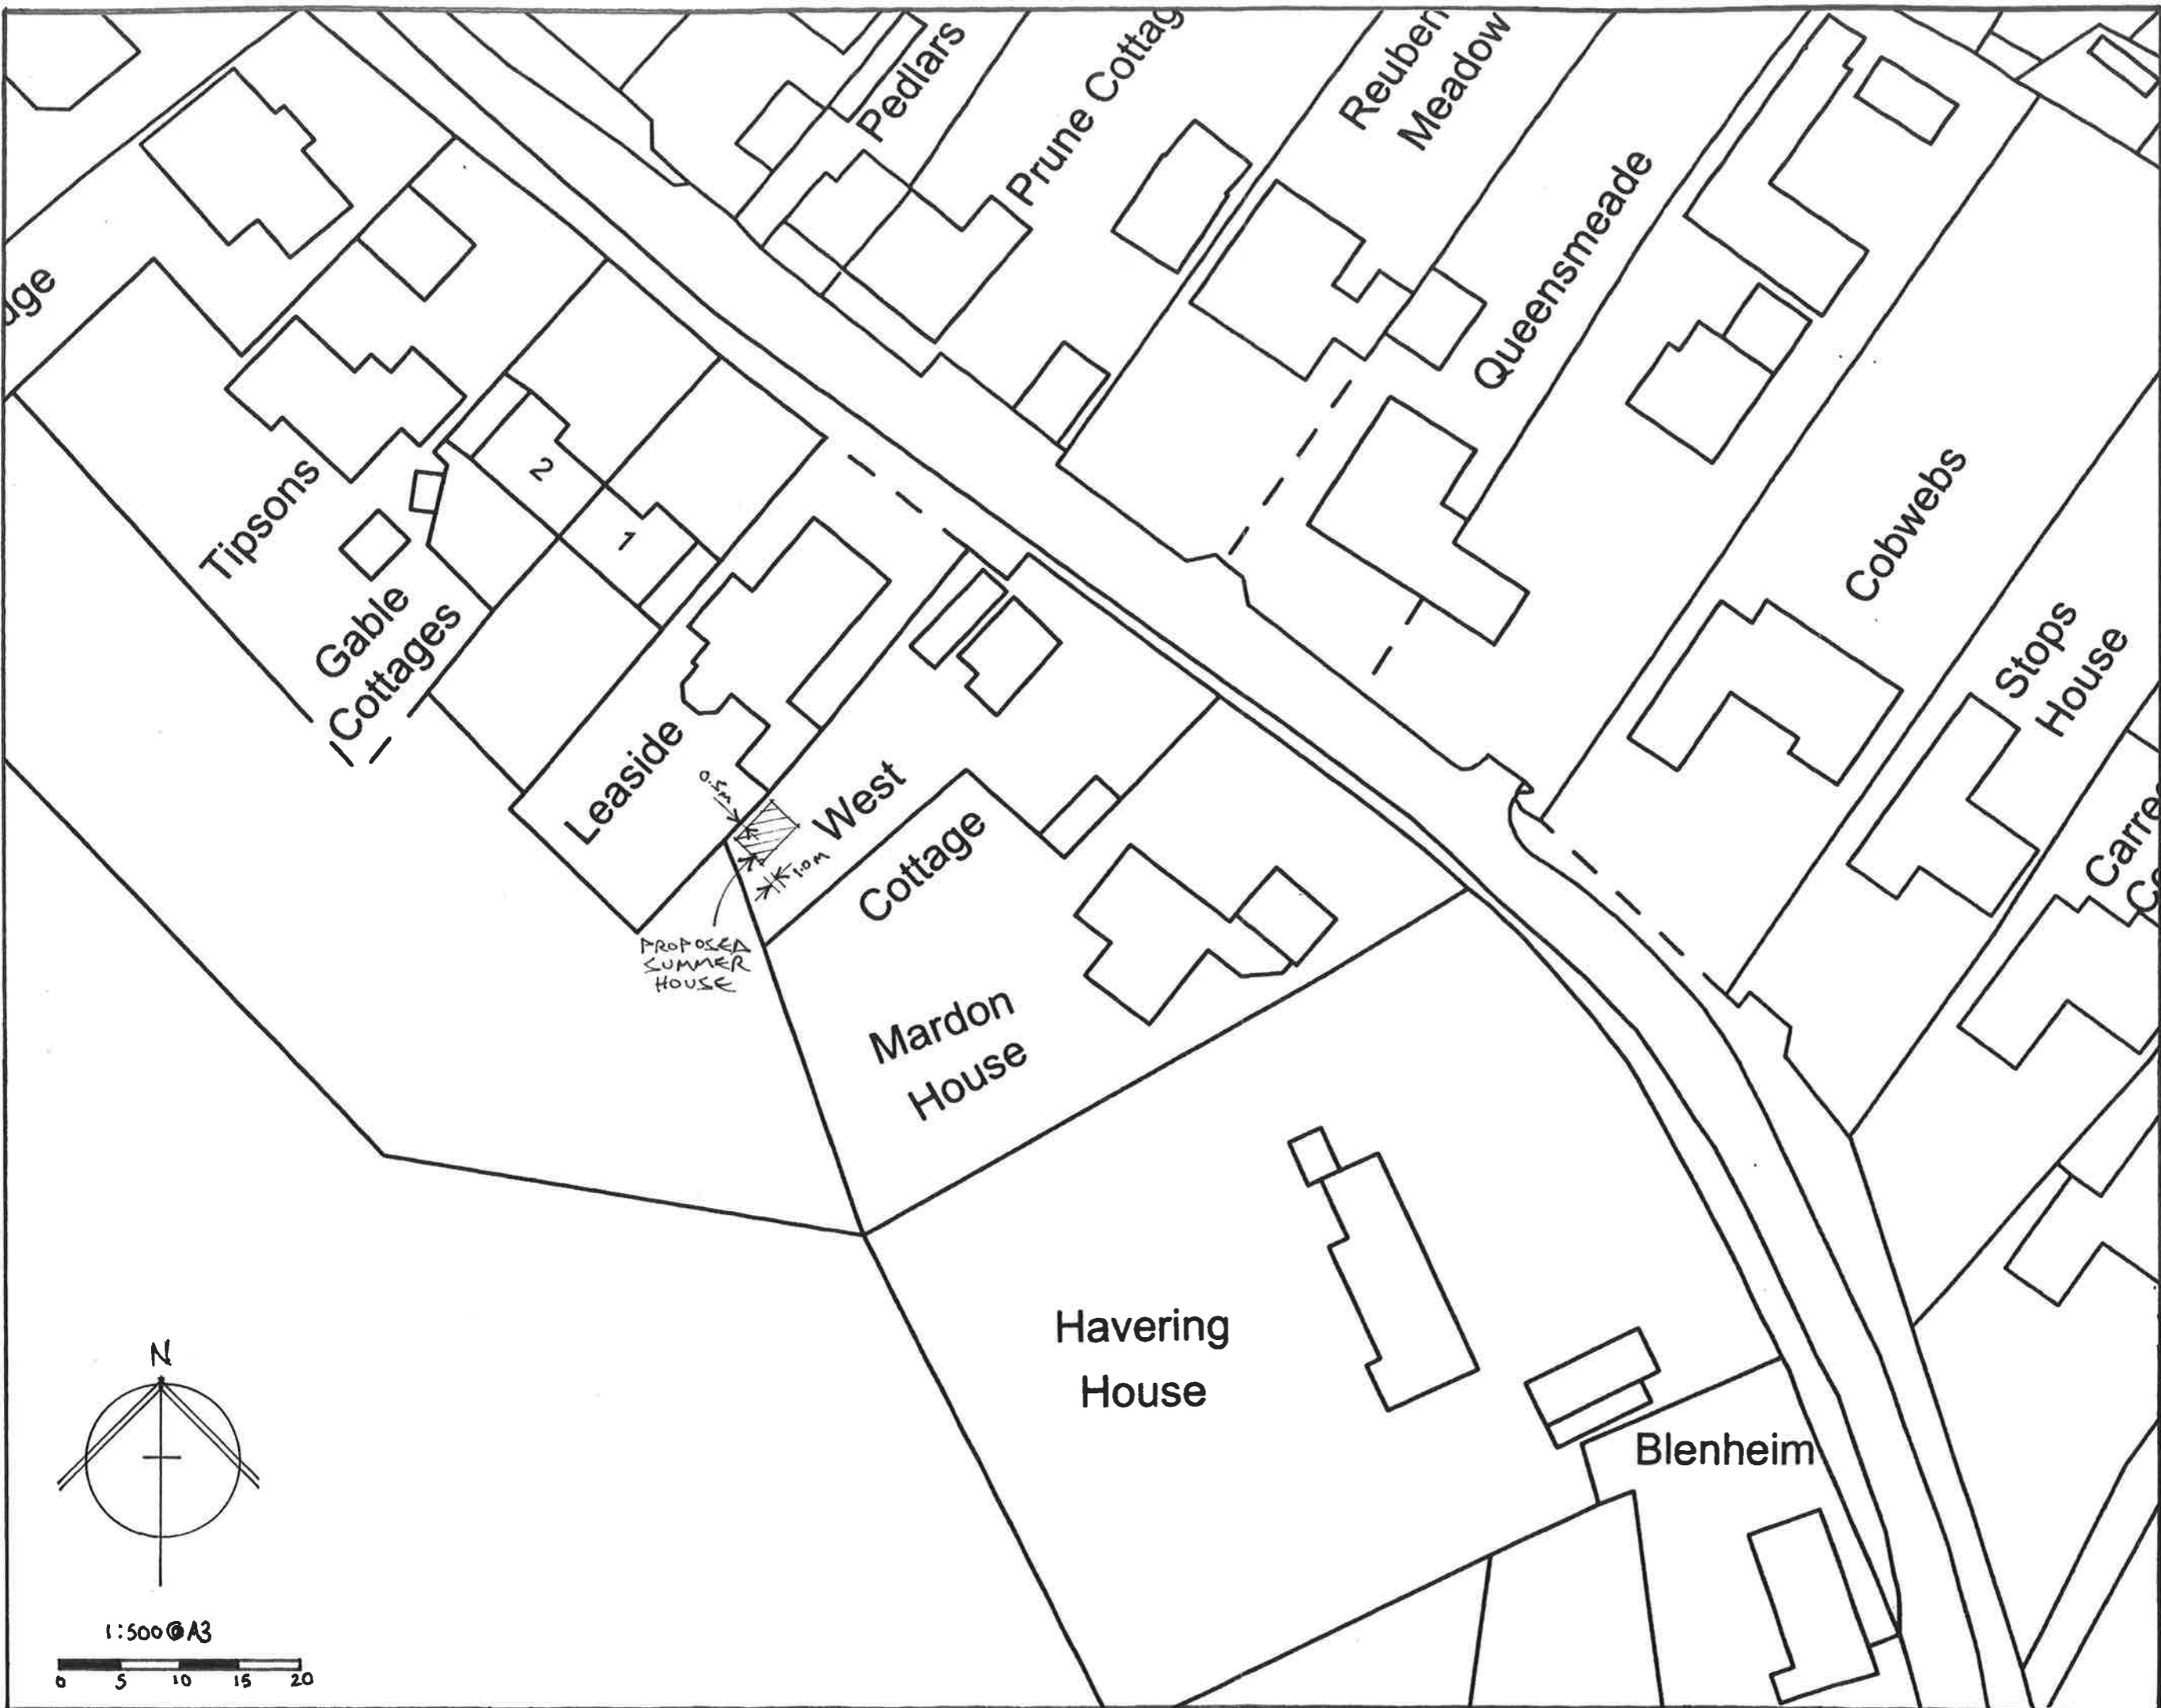 Pedlars
Prune Cottag
Reuben
Meadow
Queensmeade
dge
Tipsons
2
1
Gable
Cottages
Cobwebs
Stops
House
Leaside
0.5m
West
Cottage
1.0m
PROPOSED
SUMMER
HOUSE
Carre
Co
Mardon
House
Havering
House
Blenheim
N
1:500@A3
0 5 10 15 20